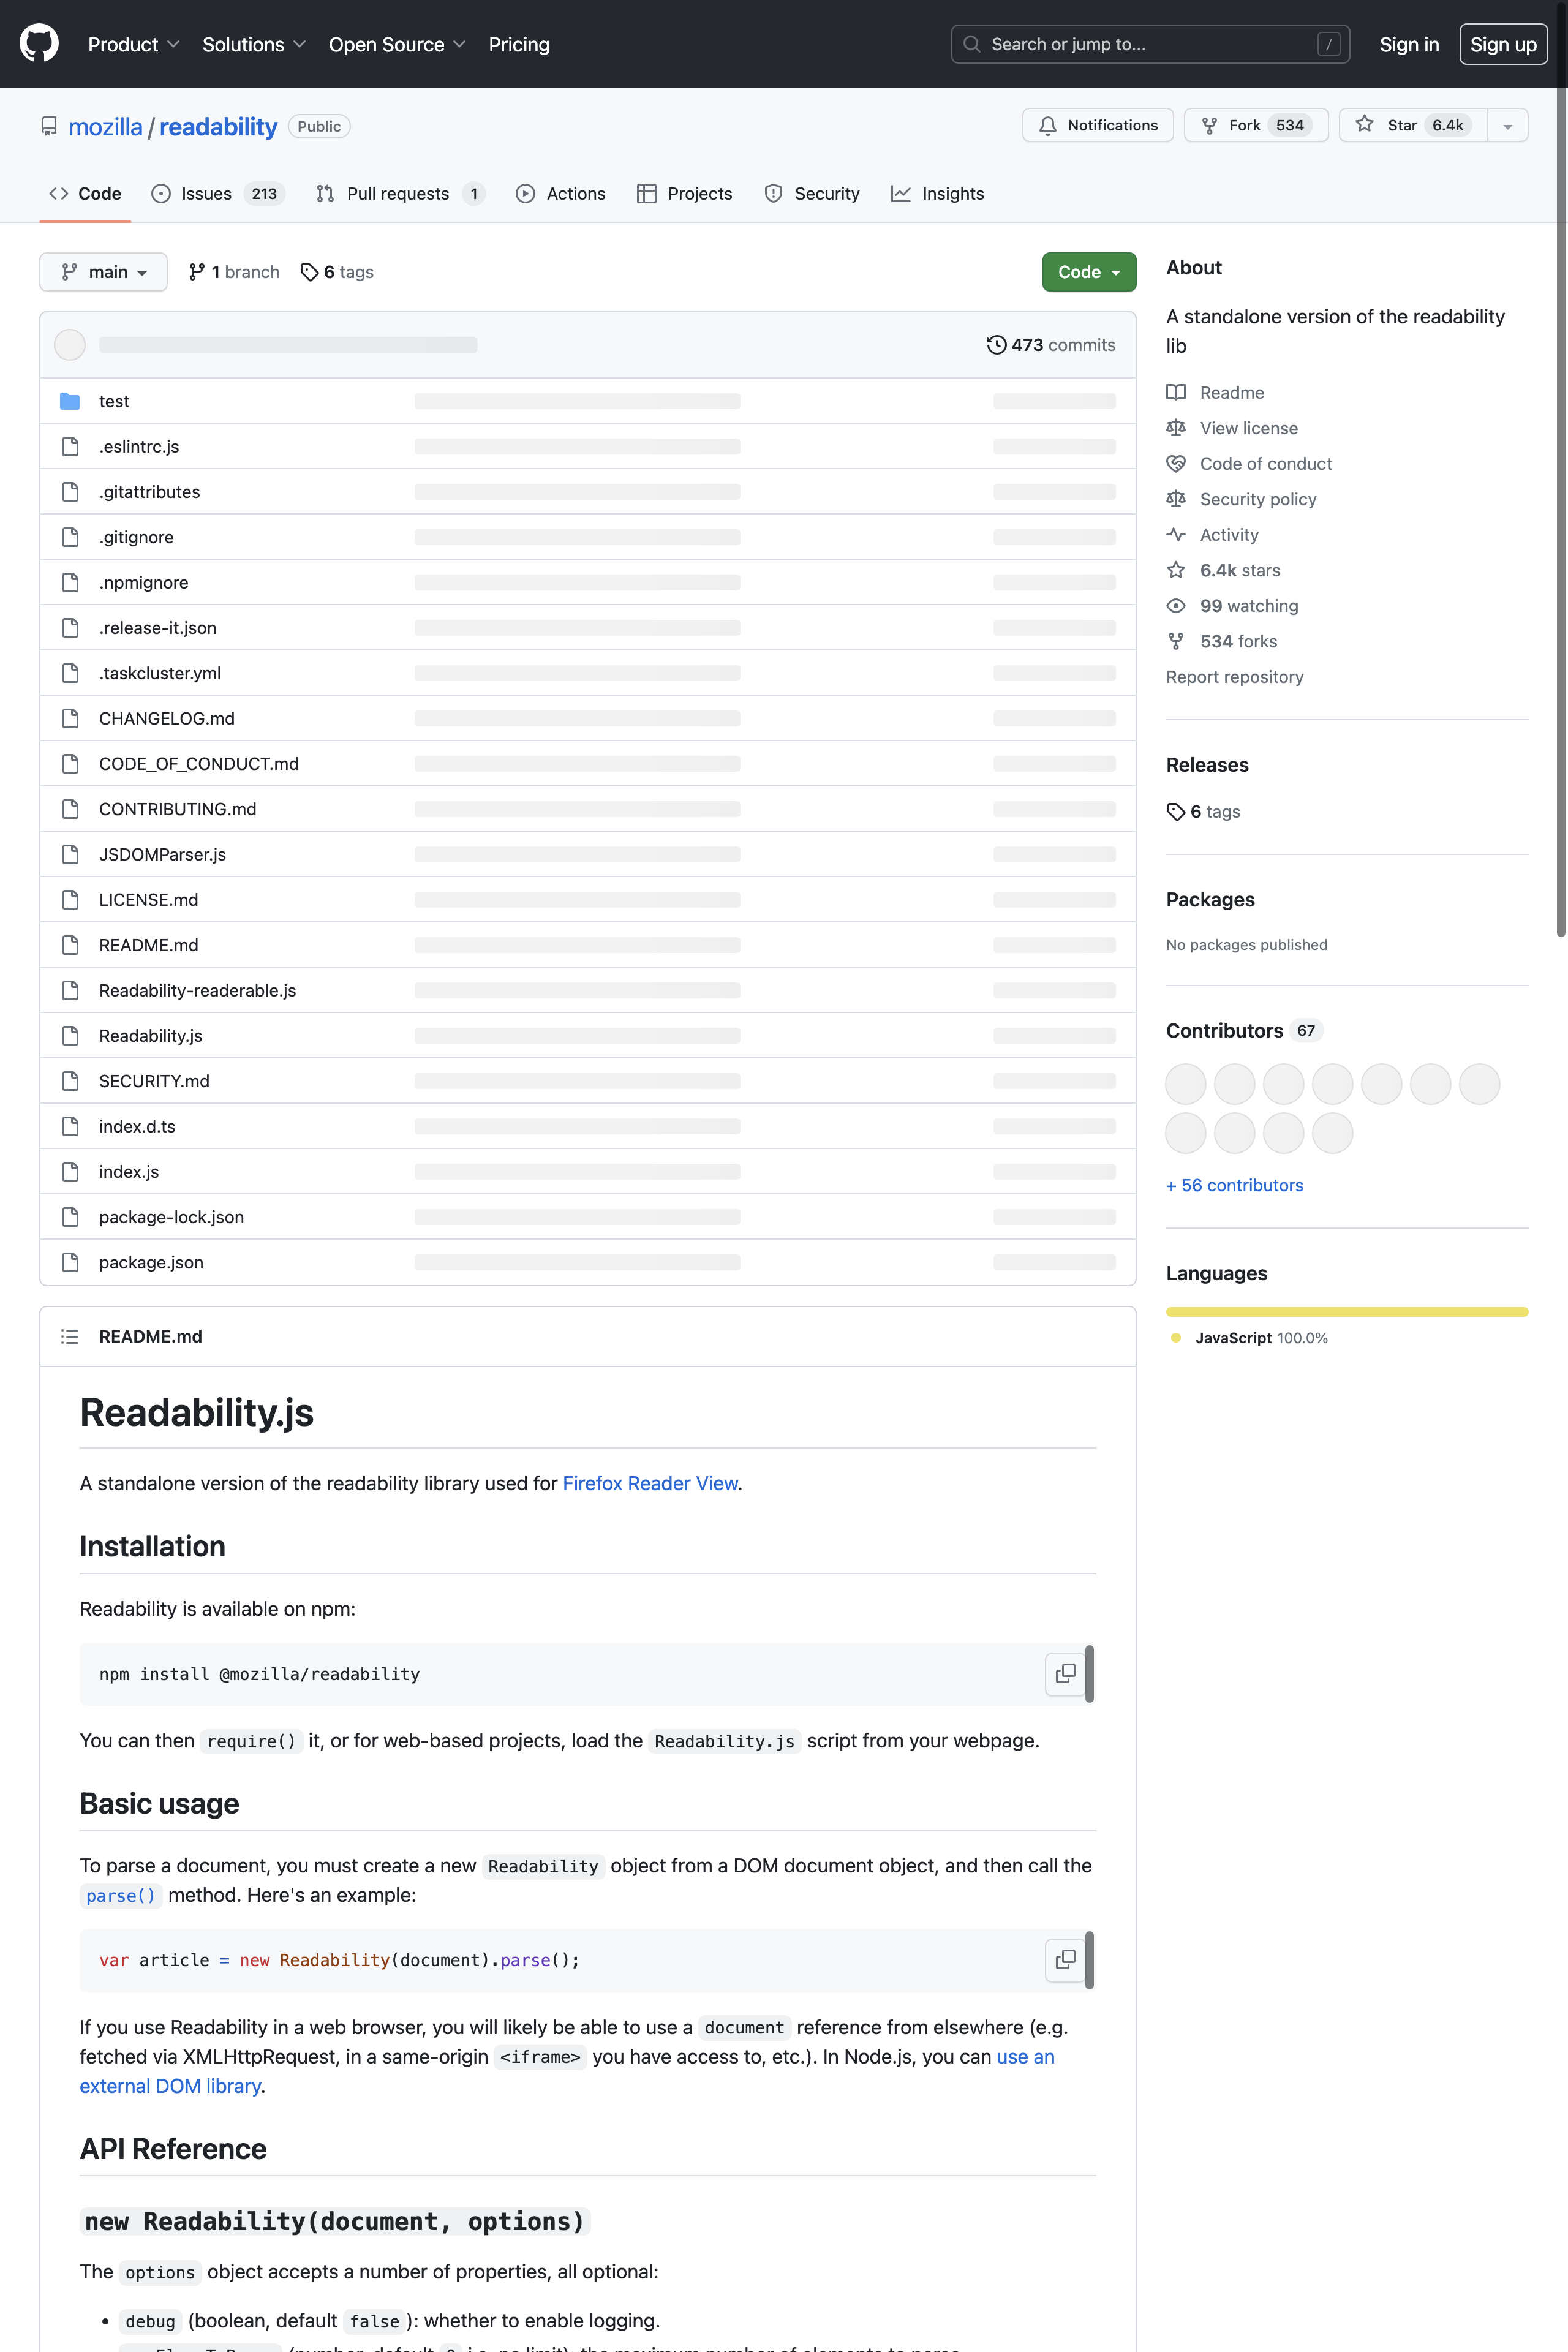 Product Solutions Open Source Pricing Search or jump to... / Sign in Sign up
mozilla / readability Public Notifications Fork 534 Star 6.4k
Code Issues 213 Pull requests 1 Actions Projects Security Insights
main 1 branch 6 tags Code
473 commits
test
.eslintrc.js
.gitattributes
.gitignore
.npmignore
.release-it.json
.taskcluster.yml
CHANGELOG.md
CODE_OF_CONDUCT.md
CONTRIBUTING.md
JSDOMParser.js
LICENSE.md
README.md
Readability-readerable.js
Readability.js
SECURITY.md
index.d.ts
index.js
package-lock.json
package.json
README.md
Readability.js
A standalone version of the readability library used for Firefox Reader View.
Installation
Readability is available on npm:
npm install @mozilla/readability
You can then require() it, or for web-based projects, load the Readability.js script from your webpage.
Basic usage
To parse a document, you must create a new Readability object from a DOM document object, and then call the
parse() method. Here's an example:
var article = new Readability(document).parse();
If you use Readability in a web browser, you will likely be able to use a document reference from elsewhere (e.g.
fetched via XMLHttpRequest, in a same-origin <iframe> you have access to, etc.). In Node.js, you can use an
external DOM library.
API Reference
new Readability(document, options)
The options object accepts a number of properties, all optional:
• debug (boolean, default false): whether to enable logging.
About
A standalone version of the readability
lib
Readme
View license
Code of conduct
Security policy
Activity
6.4k stars
99 watching
534 forks
Report repository
Releases
6 tags
Packages
No packages published
Contributors 67
+ 56 contributors
Languages
JavaScript 100.0%